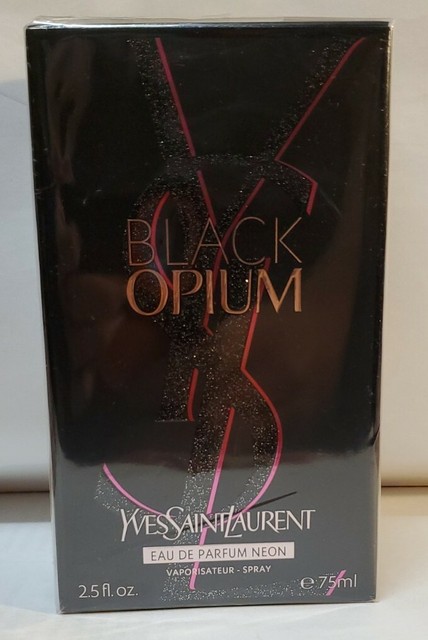 BLACK
OPIUM
YVESSAINTLAURENT
EAU DE PARFUM NEON
VAPORISATEUR - SPRAY
2.5 fl. oz. ℮ 75ml